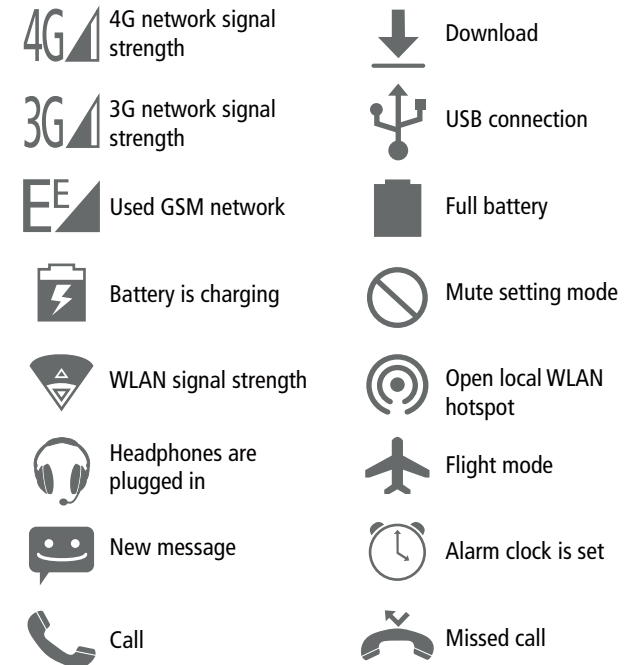 4G
4G network signal
strength
3G
3G network signal
strength
EE
Used GSM network
Battery is charging
WLAN signal strength
Headphones are
plugged in
New message
Call
Download
USB connection
Full battery
Mute setting mode
Open local WLAN
hotspot
Flight mode
Alarm clock is set
Missed call